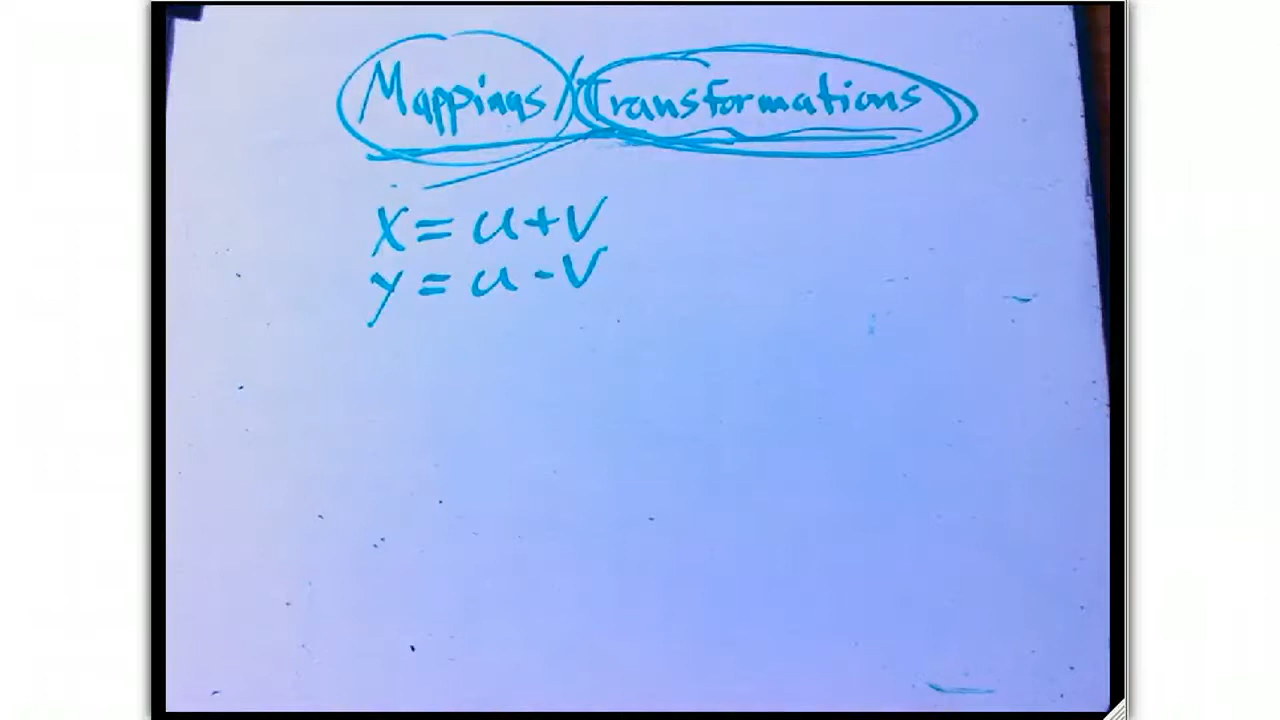 Mappings/Transformations
x = u + v
y = u - v